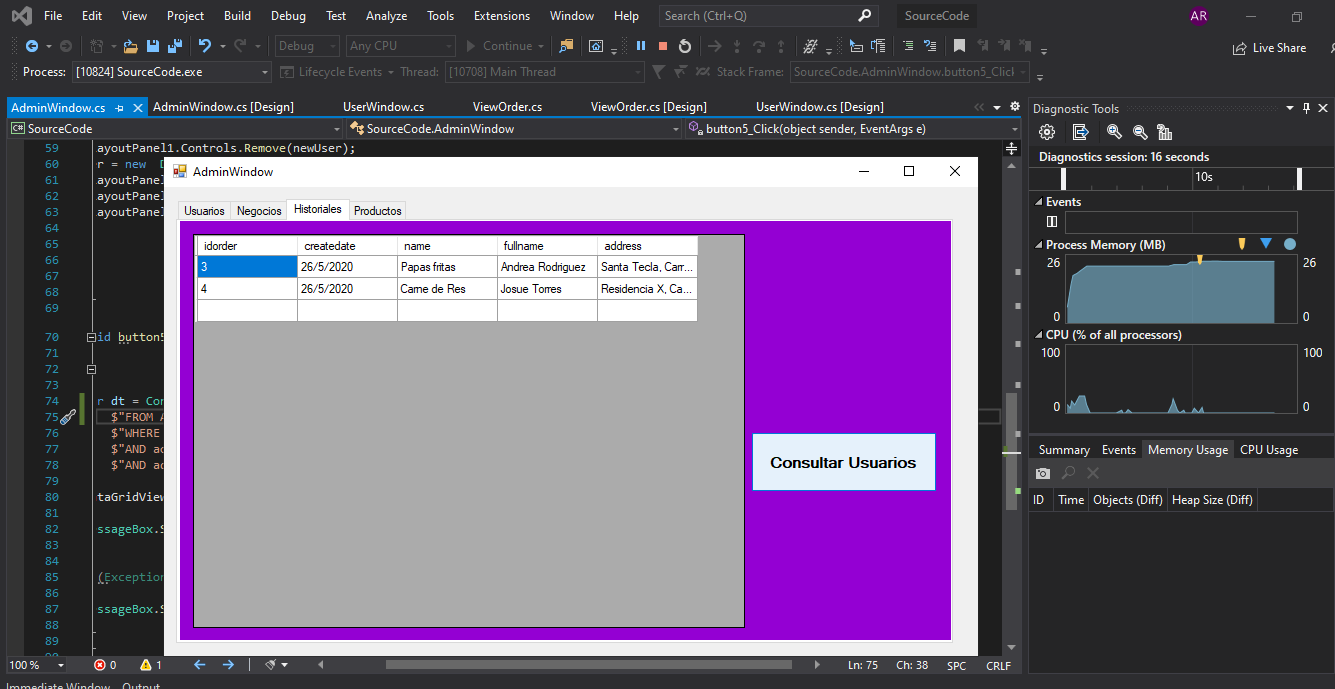 File Edit View Project Build Debug Test Analyze Tools Extensions Window Help Search (Ctrl+Q) SourceCode AR
Debug Any CPU Continue Live Share
Process: [10824] SourceCode.exe Lifecycle Events Thread: [10708] Main Thread Stack Frame: SourceCode.AdminWindow.button5_Click
AdminWindow.cs AdminWindow.cs [Design] UserWindow.cs ViewOrder.cs ViewOrder.cs [Design] UserWindow.cs [Design]
C# SourceCode SourceCode.AdminWindow button5_Click(object sender, EventArgs e)
59 ayoutPanel1.Controls.Remove(newUser);
60 r = new
61 ayoutPanel
62 ayoutPanel
63 ayoutPanel
64
65
66
67
68
69
70 id button5
71
72
73
74 r dt = Con
75 $"FROM A
76 $"WHERE
77 $"AND ad
78 $"AND ad
79
80 taGridView
81
82 ssageBox.S
83
84
85 (Exception
86
87 ssageBox.S
88
89
90
AdminWindow
Usuarios Negocios Historiales Productos
idorder createdate name fullname address
3 26/5/2020 Papas fritas Andrea Rodriguez Santa Tecla, Carr...
4 26/5/2020 Carne de Res Josue Torres Residencia X, Ca...
Consultar Usuarios
100 % 0 1 Ln: 75 Ch: 38 SPC CRLF
Immediate Window Output
Diagnostic Tools
Diagnostics session: 16 seconds
10s
Events
Process Memory (MB)
26 26
0 0
CPU (% of all processors)
100 100
0 0
Summary Events Memory Usage CPU Usage
ID Time Objects (Diff) Heap Size (Diff)